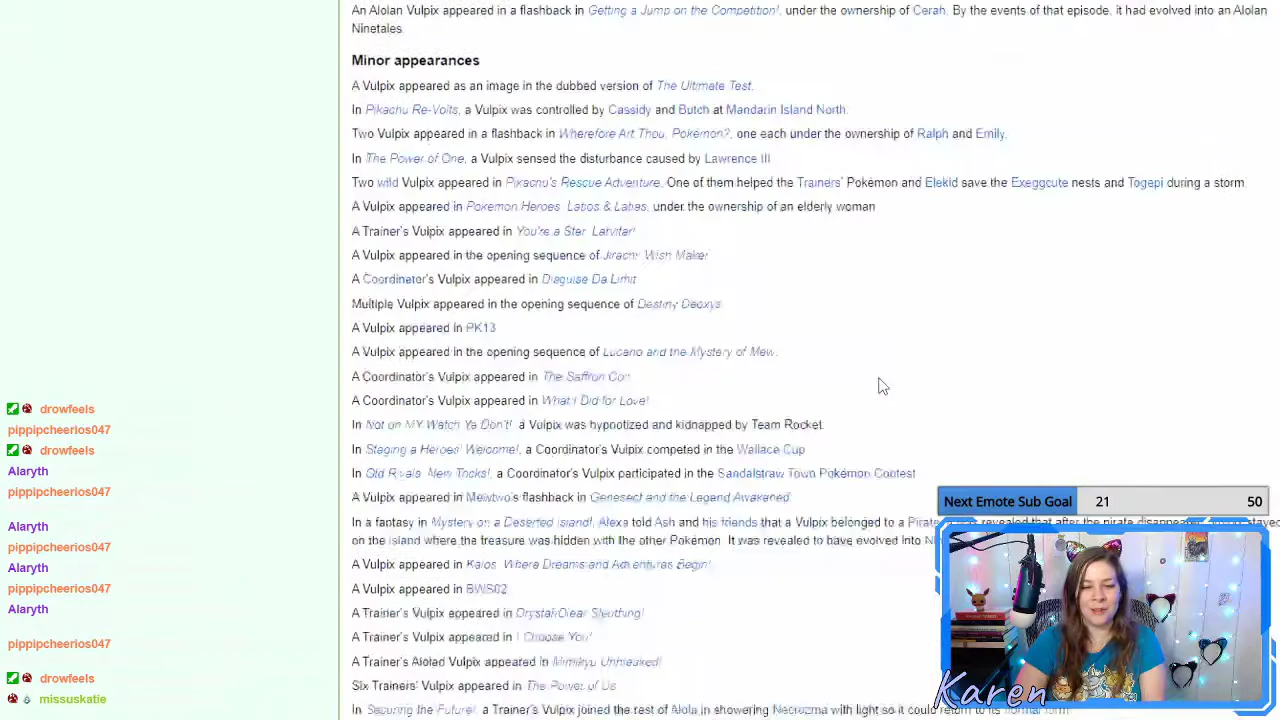 An Alolan Vulpix appeared in a flashback in Getting a Jump on the Competition!, under the ownership of Cerah. By the events of that episode, it had evolved into an Alolan
Ninetales.
Minor appearances
A Vulpix appeared as an image in the dubbed version of The Ultimate Test.
In Pikachu Re-Volts, a Vulpix was controlled by Cassidy and Butch at Mandarin Island North.
Two Vulpix appeared in a flashback in Wherefore Art Thou, Pokémon?, one each under the ownership of Ralph and Emily.
In The Power of One, a Vulpix sensed the disturbance caused by Lawrence III
Two wild Vulpix appeared in Pikachu's Rescue Adventure. One of them helped the Trainers' Pokémon and Elekid save the Exeggcute nests and Togepi during a storm
A Vulpix appeared in Pokémon Heroes: Latios & Latias, under the ownership of an elderly woman
A Trainer's Vulpix appeared in You're a Star, Larvitar!
A Vulpix appeared in the opening sequence of Jirachi: Wish Maker
A Coordinator's Vulpix appeared in Disguise Da Limit
Multiple Vulpix appeared in the opening sequence of Destiny Deoxys
A Vulpix appeared in PK13
A Vulpix appeared in the opening sequence of Lucario and the Mystery of Mew.
A Coordinator's Vulpix appeared in The Saffron Con
A Coordinator's Vulpix appeared in What I Did for Love!
In Not on MY Watch Ya Don't!, a Vulpix was hypnotized and kidnapped by Team Rocket.
In Staging a Heroes' Welcome!, a Coordinator's Vulpix competed in the Wallace Cup
In Old Rivals, New Tricks!, a Coordinator's Vulpix participated in the Sandalstraw Town Pokémon Contest
A Vulpix appeared in Mewtwo's flashback in Genesect and the Legend Awakened
In a fantasy in Mystery on a Deserted Island!, Alexa told Ash and his friends that a Vulpix belonged to a Pirate revealed that after the pirate disappeared, stayed
on the island where the treasure was hidden with the other Pokémon. It was revealed to have evolved into
A Vulpix appeared in Kalos, Where Dreams and Adventures Begin!
A Vulpix appeared in BWS02
A Trainer's Vulpix appeared in Crystal-Clear Sleuthing!
A Trainer's Vulpix appeared in I Choose You!
A Trainer's Alolan Vulpix appeared in Mimikyu Unmasked!
Six Trainers' Vulpix appeared in The Power of Us
In Securing the Future!, a Trainer's Vulpix joined the rest of Alola in showering Necrozma with light so it could return to its normal form
drowfeels
pippipcheerios047
drowfeels
Alaryth
pippipcheerios047
Alaryth
pippipcheerios047
Alaryth
pippipcheerios047
Alaryth
pippipcheerios047
drowfeels
missuskatie
Next Emote Sub Goal 21 50
Karen